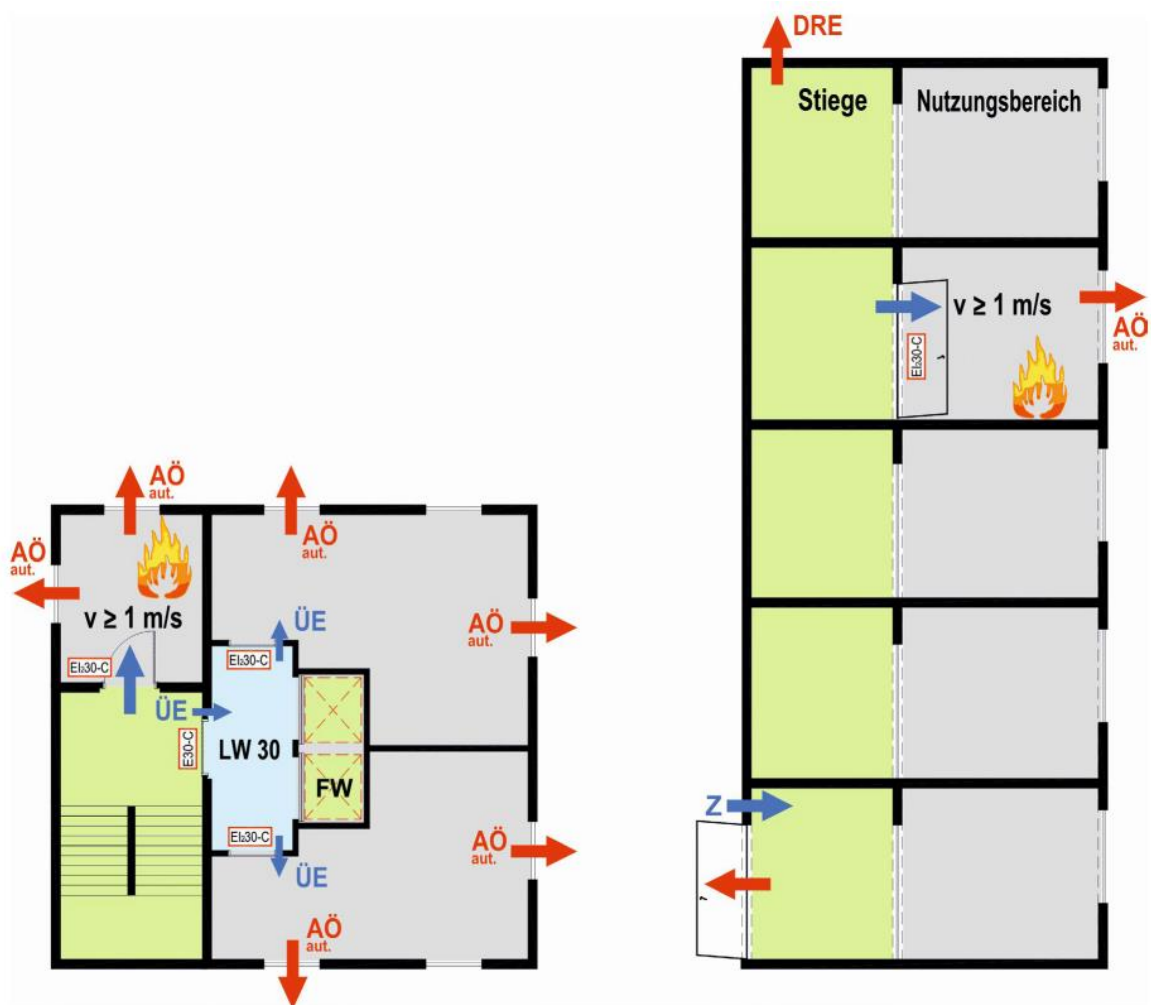 DRE
Stiege
Nutzungsbereich
v ≥ 1 m/s
EI₂30-C
AÖ
aut.
Z
AÖ
aut.
AÖ
aut.
AÖ
aut.
v ≥ 1 m/s
EI₂30-C
ÜE
EI₂30-C
AÖ
aut.
ÜE
E30-C
LW 30
FW
EI₂30-C
ÜE
AÖ
aut.
AÖ
aut.